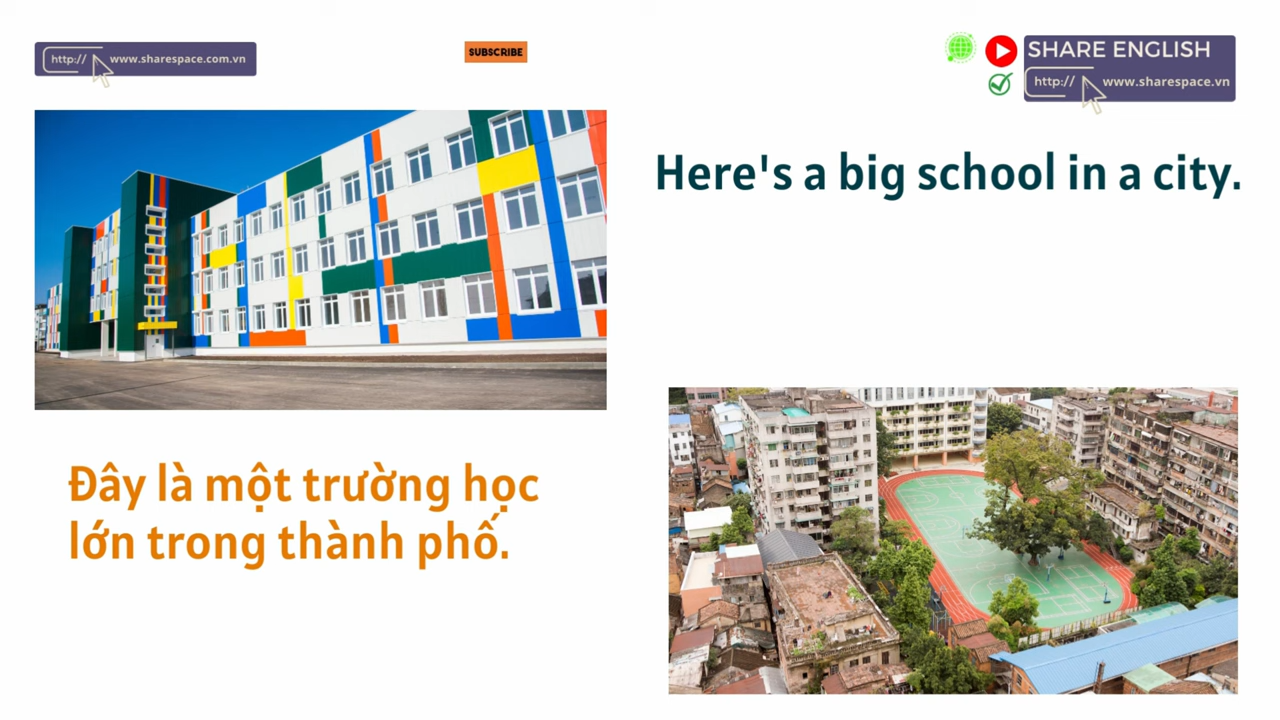 http:// www.sharespace.com.vn
SUBSCRIBE
SHARE ENGLISH
http:// www.sharespace.vn
Here's a big school in a city.
Đây là một trường học
lớn trong thành phố.